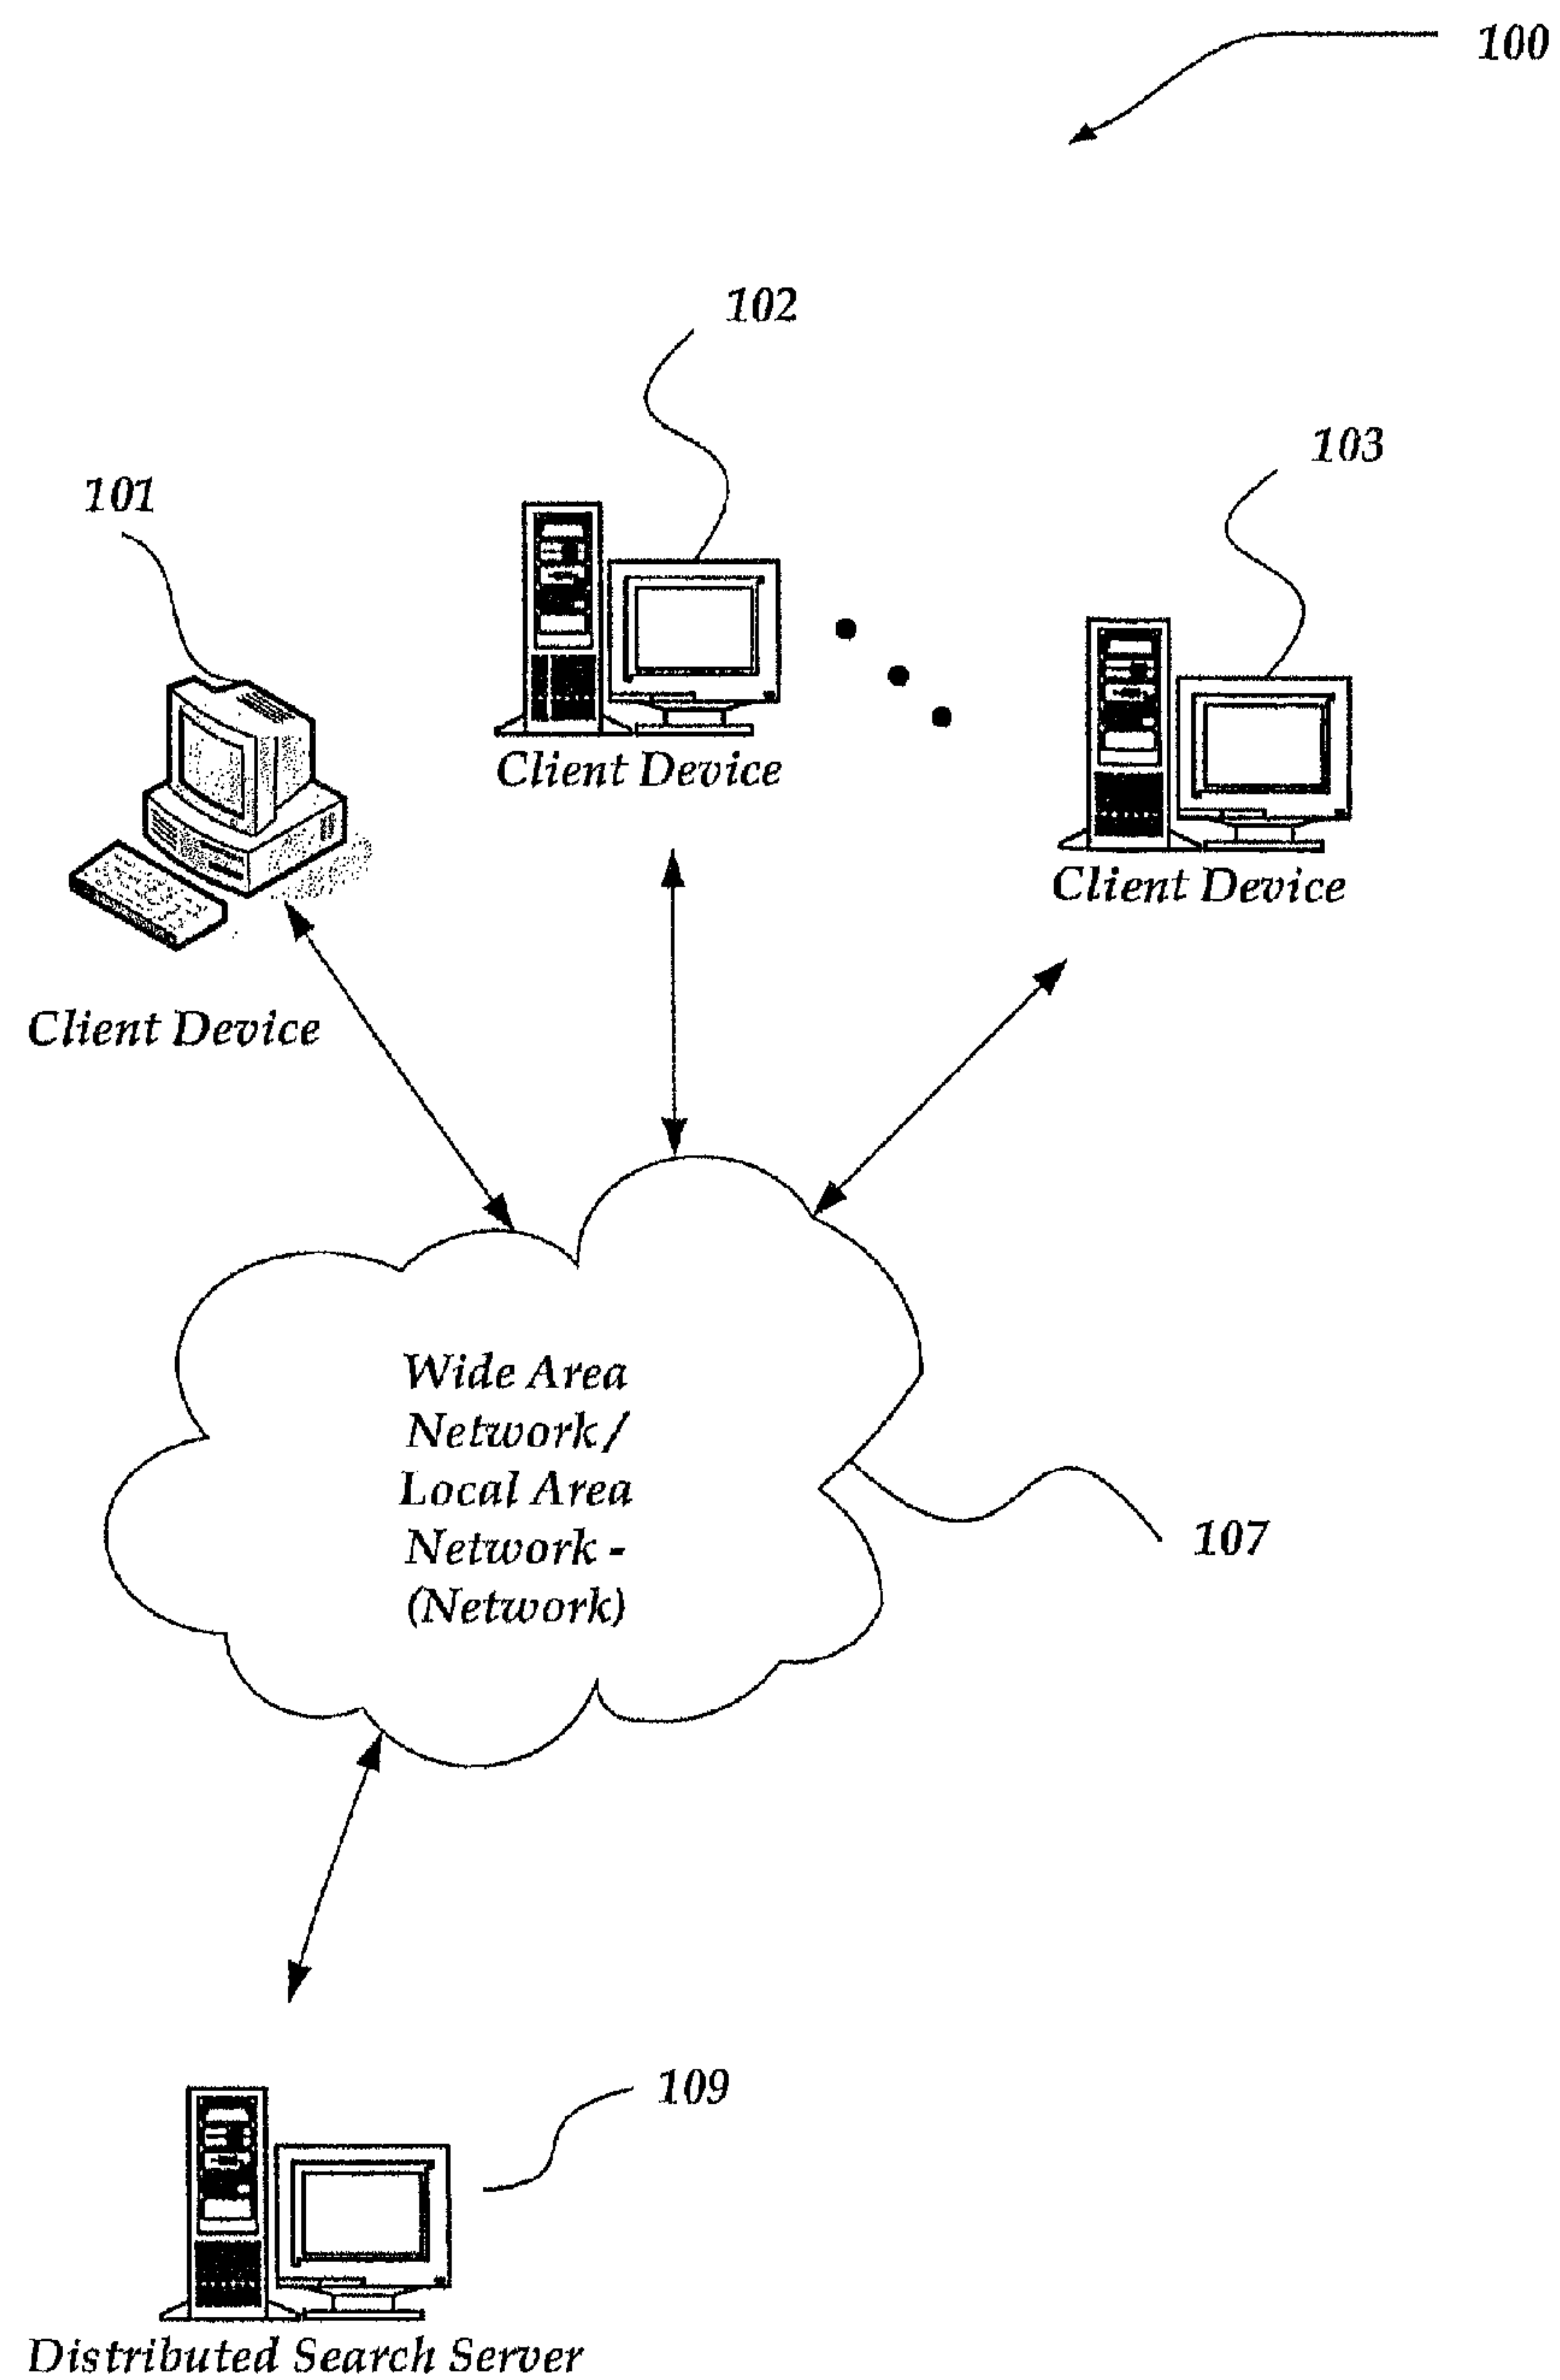 100
102
103
101
Client Device
Client Device
Client Device
Wide Area
Network/
Local Area
Network -
(Network)
107
109
Distributed Search Server